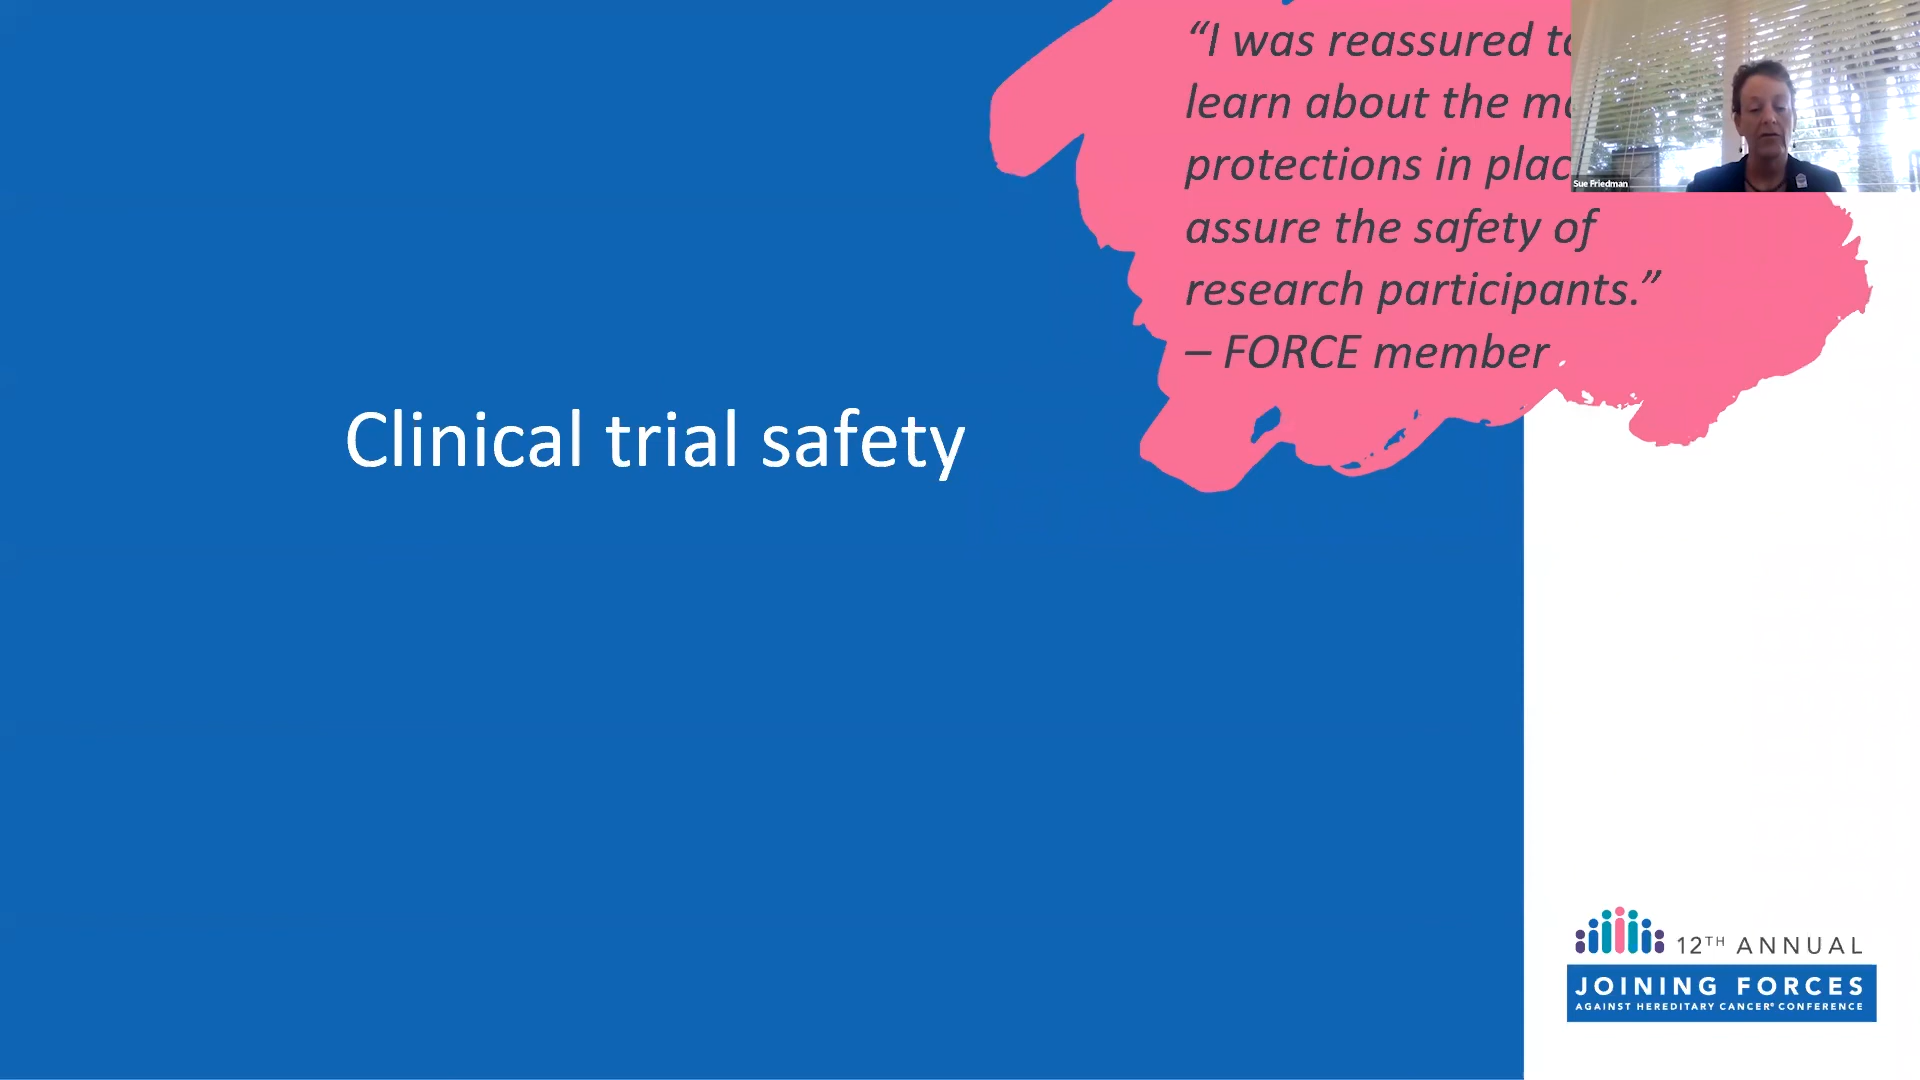 “I was reassured
learn about the
protections in
assure the safety of
research participants.”
– FORCE member
Sue Friedman
Clinical trial safety
12TH ANNUAL
JOINING FORCES
AGAINST HEREDITARY CANCER® CONFERENCE